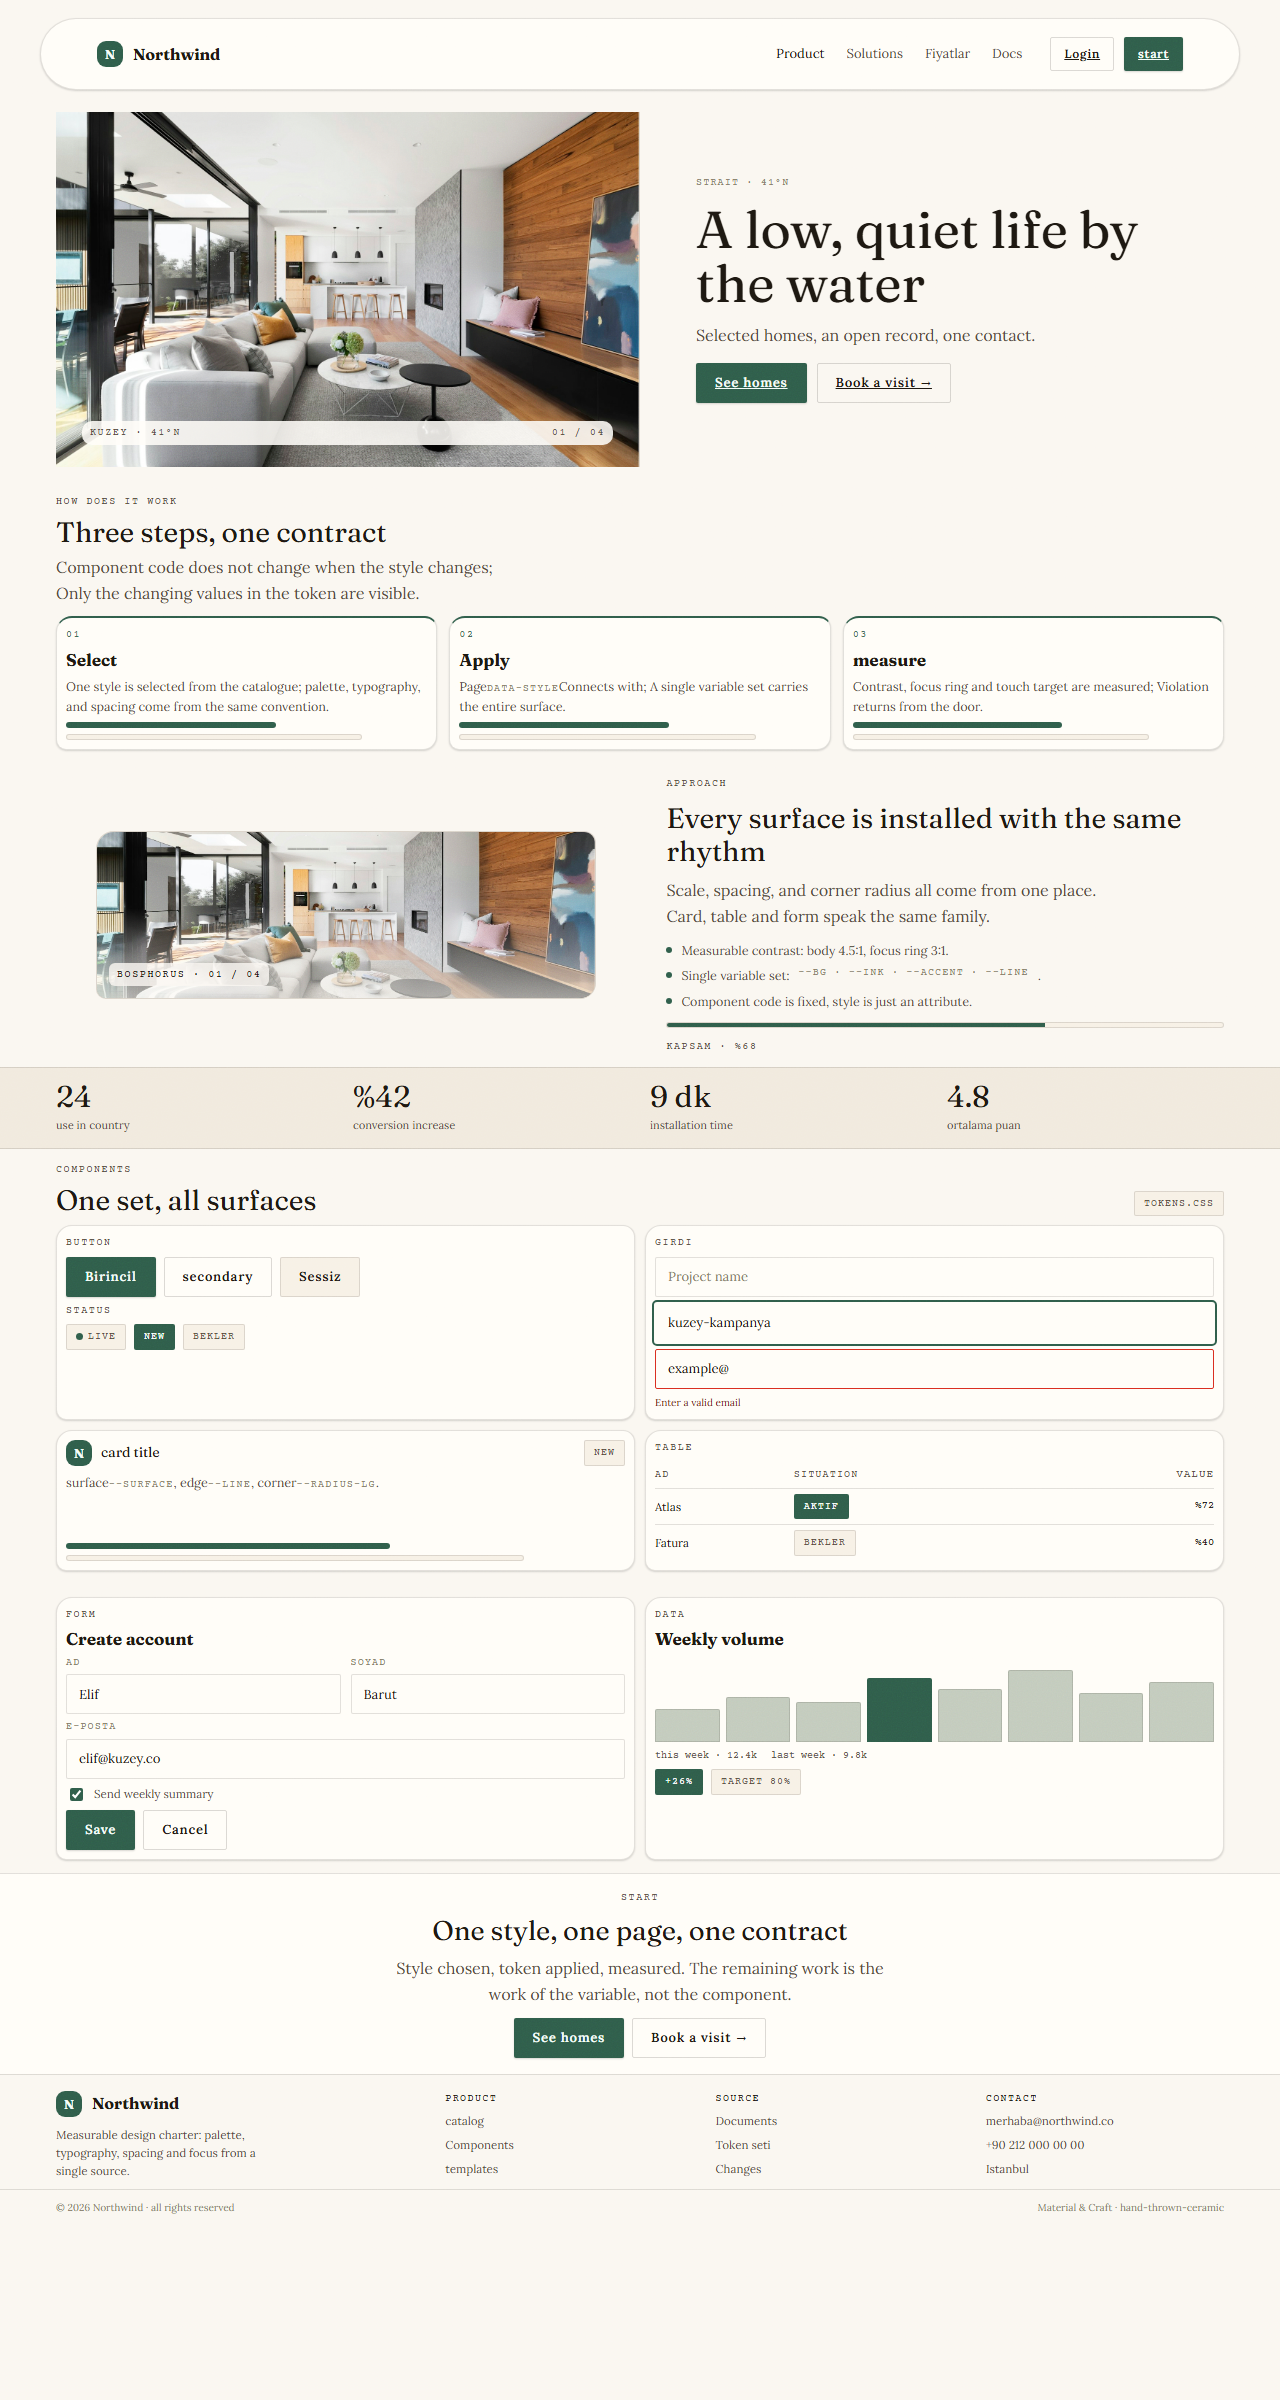 N Northwind
Product Solutions Fiyatlar Docs Login start
STRAIT · 41°N
A low, quiet life by
the water
Selected homes, an open record, one contact.
See homes Book a visit →
KUZEY · 41°N 01 / 04
HOW DOES IT WORK
Three steps, one contract
Component code does not change when the style changes;
Only the changing values in the token are visible.
01
Select
One style is selected from the catalogue; palette, typography,
and spacing come from the same convention.
02
Apply
PageDATA-STYLEConnects with; A single variable set carries
the entire surface.
03
measure
Contrast, focus ring and touch target are measured; Violation
returns from the door.
BOSPHORUS · 01 / 04
APPROACH
Every surface is installed with the same
rhythm
Scale, spacing, and corner radius all come from one place.
Card, table and form speak the same family.
Measurable contrast: body 4.5:1, focus ring 3:1.
Single variable set: --BG · --INK · --ACCENT · --LINE .
Component code is fixed, style is just an attribute.
KAPSAM · %68
24
use in country
%42
conversion increase
9 dk
installation time
4.8
ortalama puan
COMPONENTS
One set, all surfaces
TOKENS.CSS
BUTTON
Birincil secondary Sessiz
STATUS
LIVE NEW BEKLER
GIRDI
Project name
kuzey-kampanya
example@
Enter a valid email
N card title NEW
surface--SURFACE, edge--LINE, corner--RADIUS-LG.
TABLE
AD SITUATION VALUE
Atlas AKTIF %72
Fatura BEKLER %40
FORM
Create account
AD SOYAD
Elif Barut
E-POSTA
elif@kuzey.co
Send weekly summary
Save Cancel
DATA
Weekly volume
this week · 12.4k last week · 9.8k
+26% TARGET 80%
START
One style, one page, one contract
Style chosen, token applied, measured. The remaining work is the
work of the variable, not the component.
See homes Book a visit →
N Northwind
Measurable design charter: palette,
typography, spacing and focus from a
single source.
PRODUCT
catalog
Components
templates
SOURCE
Documents
Token seti
Changes
CONTACT
merhaba@northwind.co
+90 212 000 00 00
Istanbul
© 2026 Northwind · all rights reserved
Material & Craft · hand-thrown-ceramic